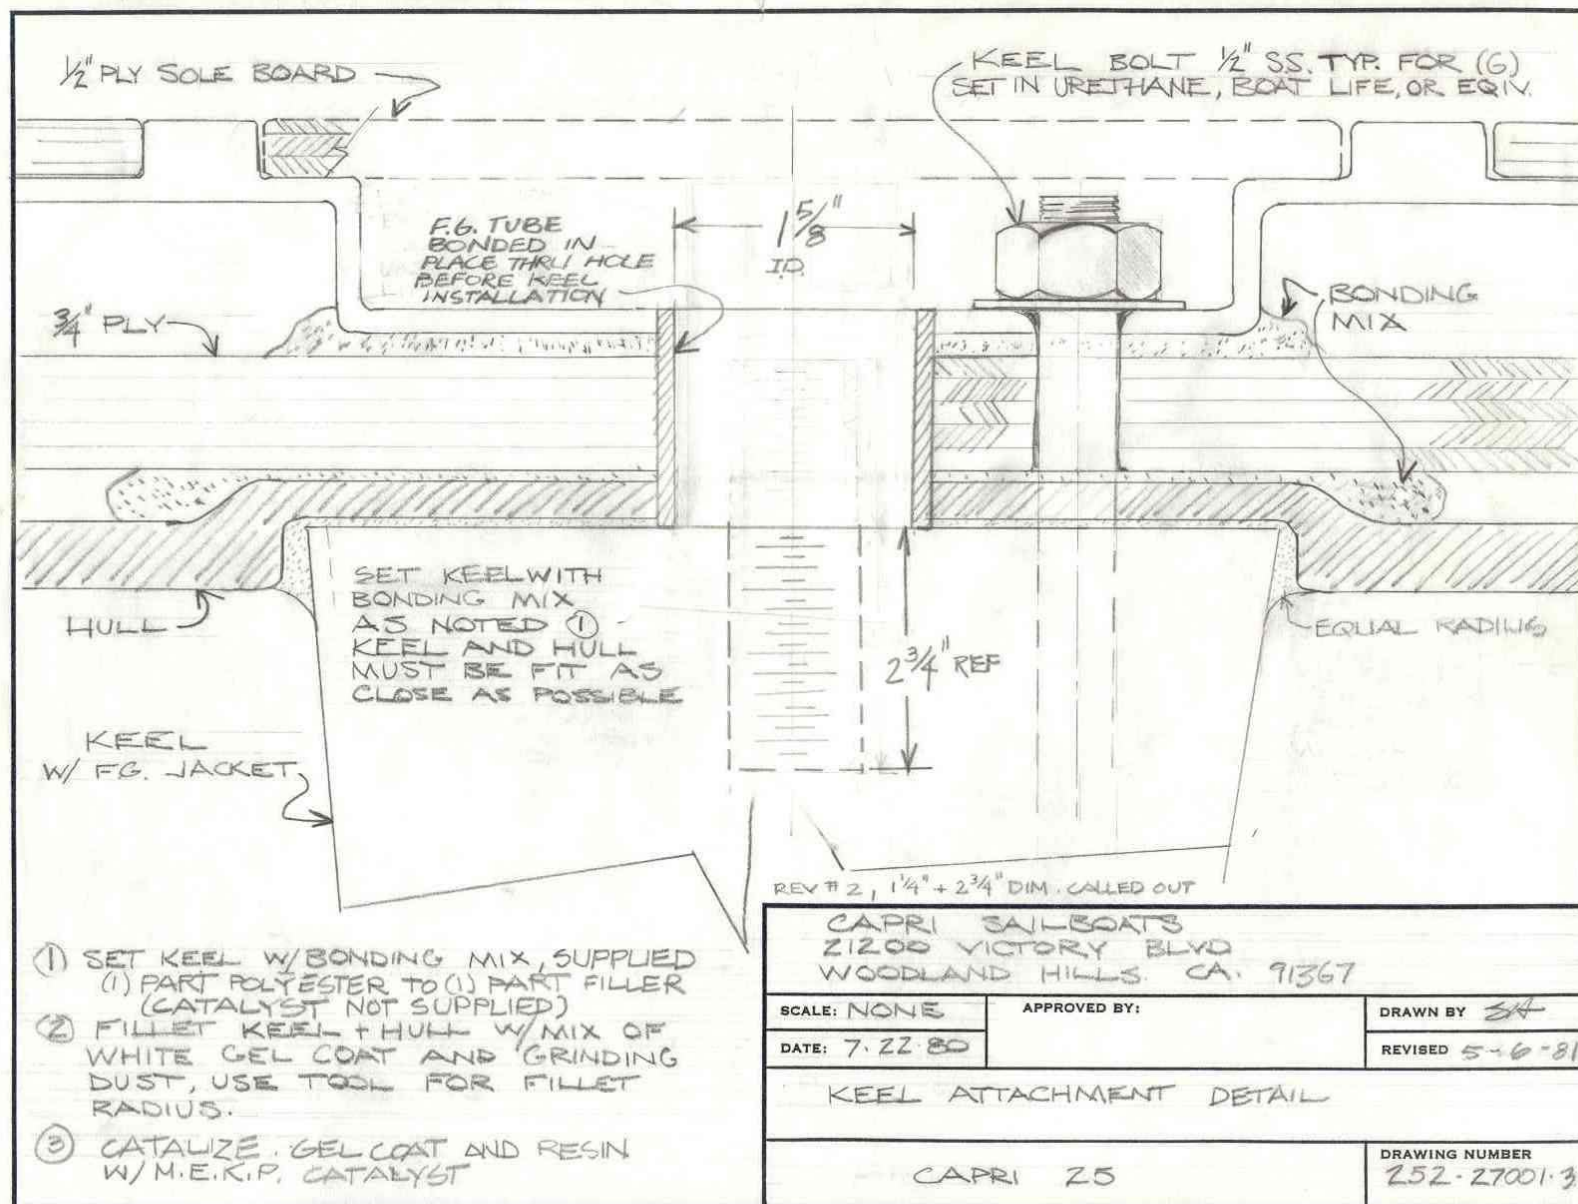 ½" PLY SOLE BOARD
KEEL BOLT ½" S.S. TYP. FOR (6)
SET IN URETHANE, BOAT LIFE, OR EQIV.
F.G. TUBE
BONDED IN
PLACE THRU HOLE
BEFORE KEEL
INSTALLATION
1 5/8"
I.D.
¾" PLY
BONDING
MIX
SET KEEL WITH
BONDING MIX
AS NOTED ①
KEEL AND HULL
MUST BE FIT AS
CLOSE AS POSSIBLE
HULL
EQUAL RADIUS
2¾" REF
KEEL
W/ FG. JACKET
REV # 2, 1¼" + 2¾" DIM. CALLED OUT
① SET KEEL W/BONDING MIX, SUPPLIED
(1) PART POLYESTER TO (1) PART FILLER
(CATALYST NOT SUPPLIED)
② FILLET KEEL + HULL W/MIX OF
WHITE GEL COAT AND GRINDING
DUST, USE TOOL FOR FILLET
RADIUS.
③ CATALIZE GEL COAT AND RESIN
W/ M.E.K.P. CATALYST
CAPRI SAILBOATS
21200 VICTORY BLVD
WOODLAND HILLS. CA. 91367
SCALE: NONE
APPROVED BY:
DRAWN BY
DATE: 7.22.80
REVISED 5-6-81
KEEL ATTACHMENT DETAIL
CAPRI 25
DRAWING NUMBER
252-27001.3